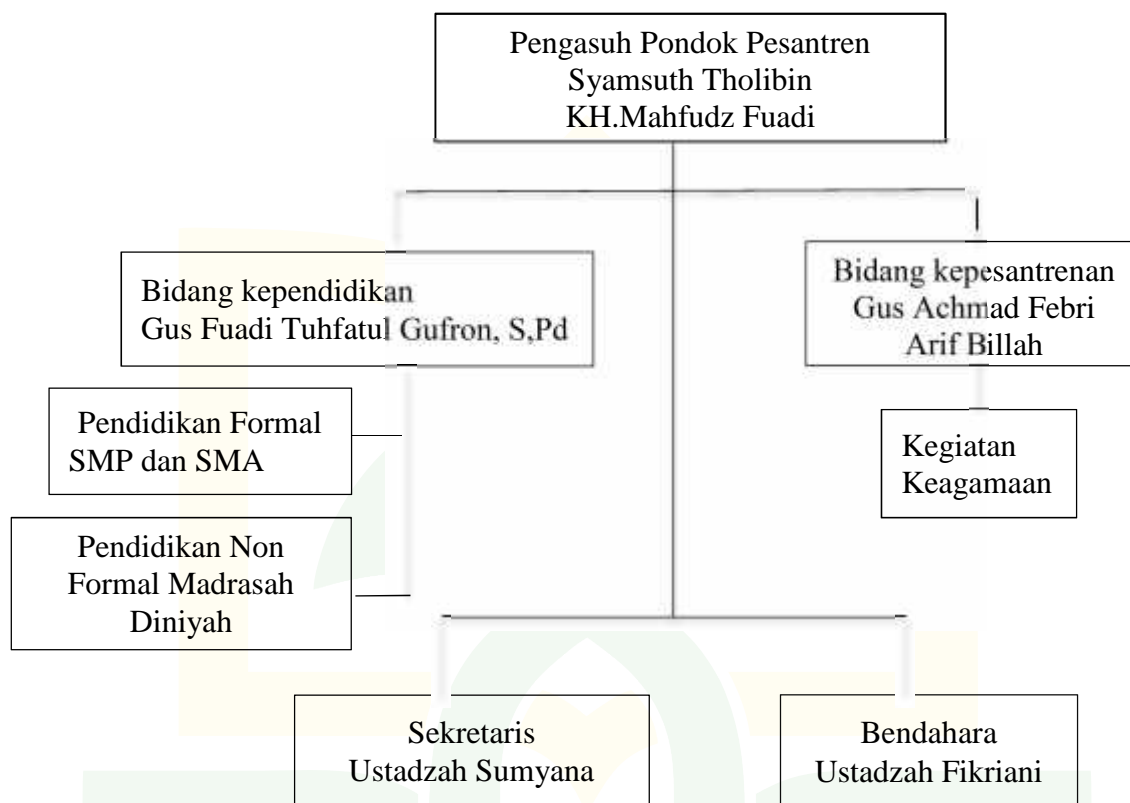 Pengasuh Pondok Pesantren
Syamsuth Tholibin
KH.Mahfudz Fuadi
Bidang kependidikan
Gus Fuadi Tuhfatul Gufron, S,Pd
Bidang kepesantrenan
Gus Achmad Febri
Arif Billah
Pendidikan Formal
SMP dan SMA
Kegiatan
Keagamaan
Pendidikan Non
Formal Madrasah
Diniyah
Sekretaris
Ustadzah Sumyana
Bendahara
Ustadzah Fikriani